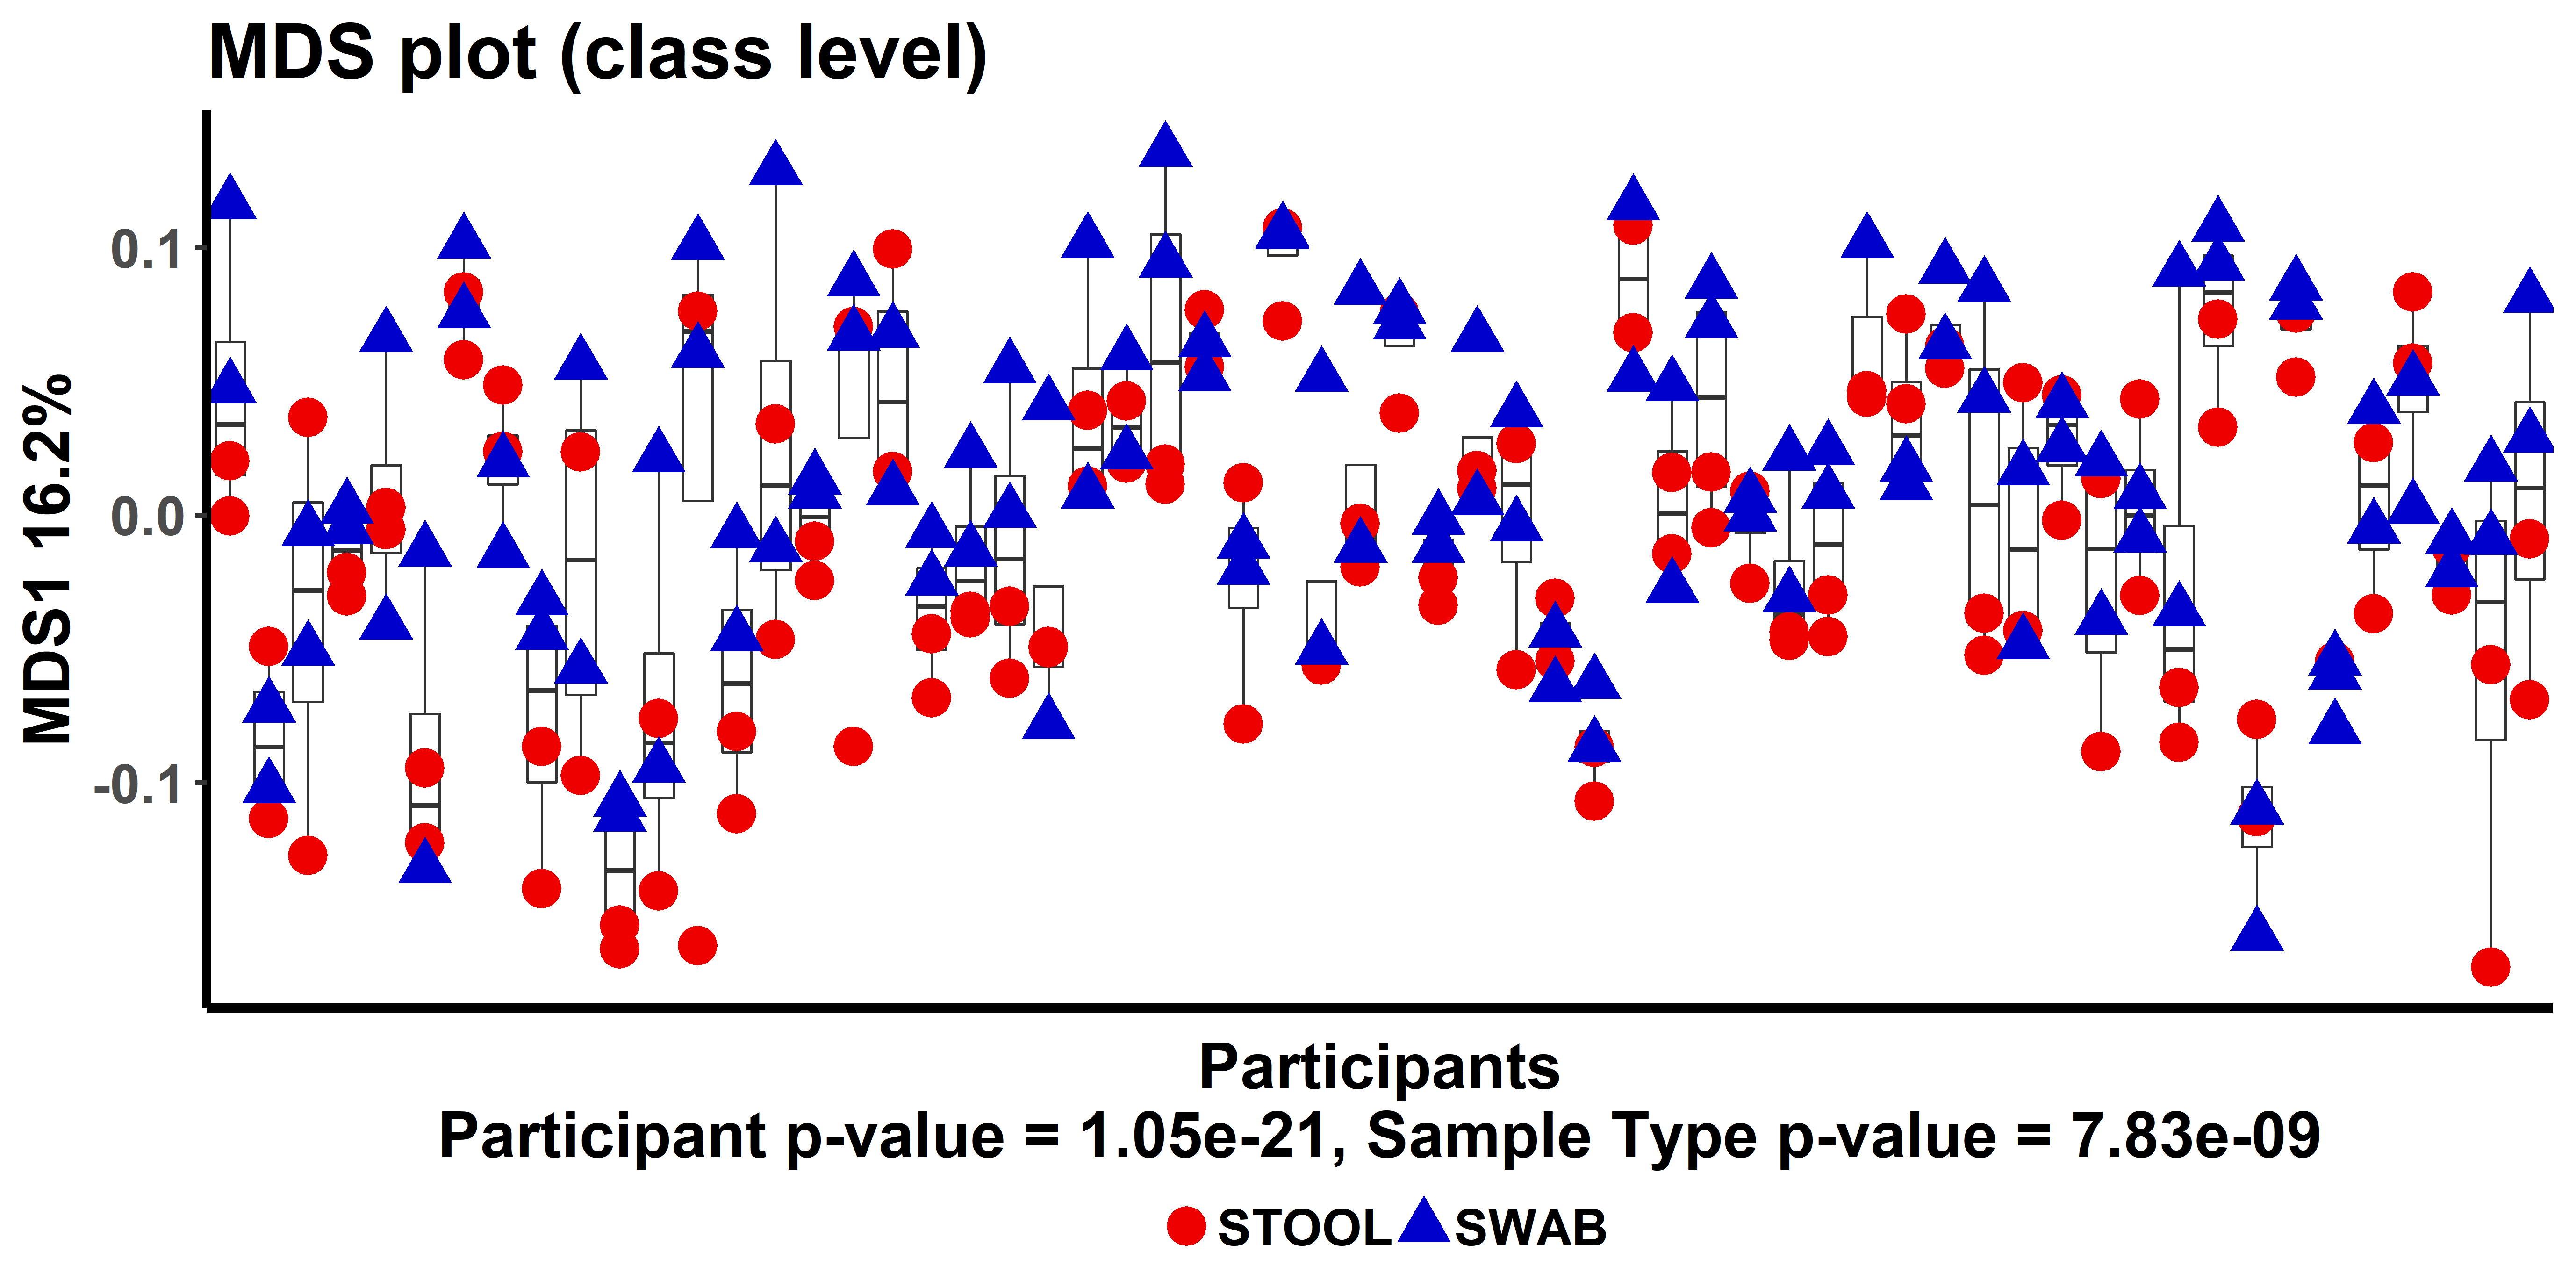 MDS plot (class level)
MDS1 16.2%
0.1
0.0
-0.1
Participants
Participant p-value = 1.05e-21, Sample Type p-value = 7.83e-09
STOOL SWAB